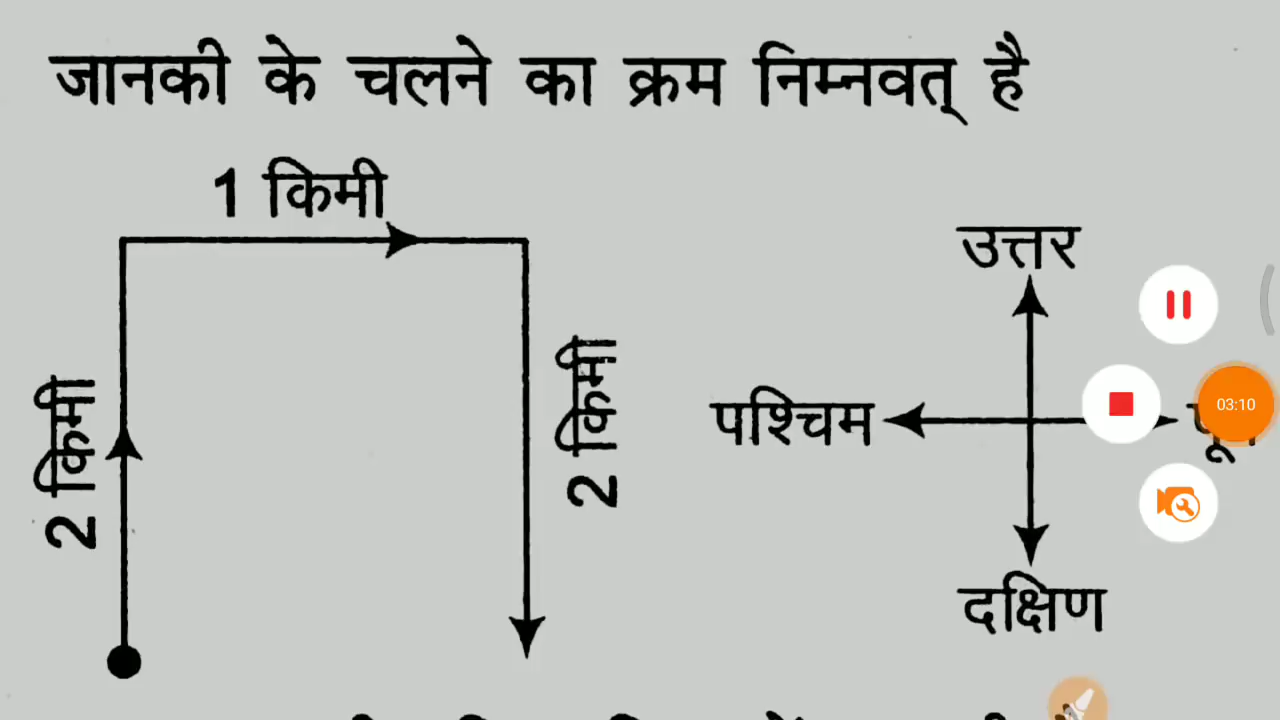 जानकी के चलने का क्रम निम्नवत् है
1 किमी
उत्तर
2 किमी
2 किमी
पश्चिम
03:10
दक्षिण